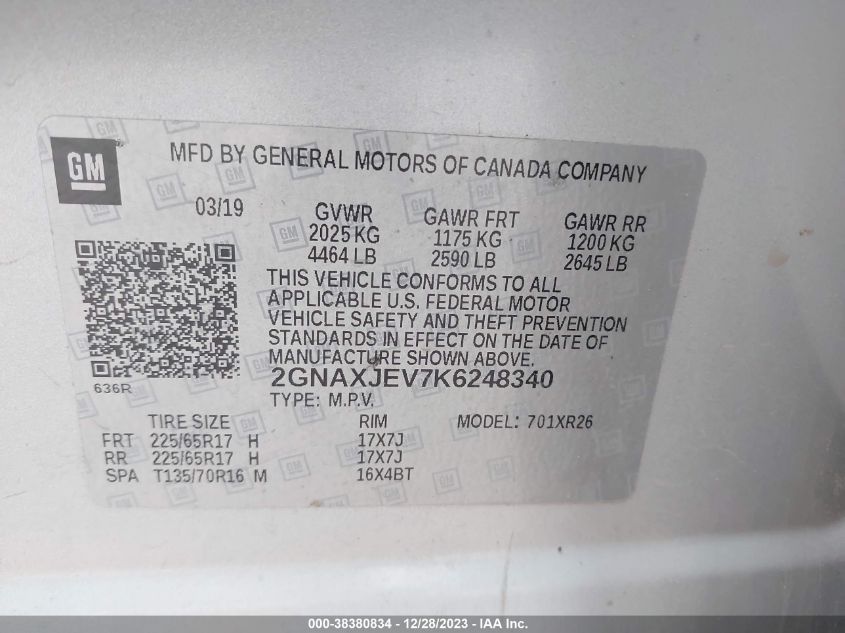 GM
MFD BY GENERAL MOTORS OF CANADA COMPANY
03/19 GVWR GAWR FRT GAWR RR
2025 KG 1175 KG 1200 KG
4464 LB 2590 LB 2645 LB
THIS VEHICLE CONFORMS TO ALL
APPLICABLE U.S. FEDERAL MOTOR
VEHICLE SAFETY AND THEFT PREVENTION
STANDARDS IN EFFECT ON THE DATE OF
MANUFACTURE SHOWN ABOVE.
636R 2GNAXJEV7K6248340
TYPE: M.P.V.
TIRE SIZE RIM MODEL: 701XR26
FRT 225/65R17 H 17X7J
RR 225/65R17 H 17X7J
SPA T135/70R16 M 16X4BT
000-38380834 - 12/28/2023 - IAA Inc.